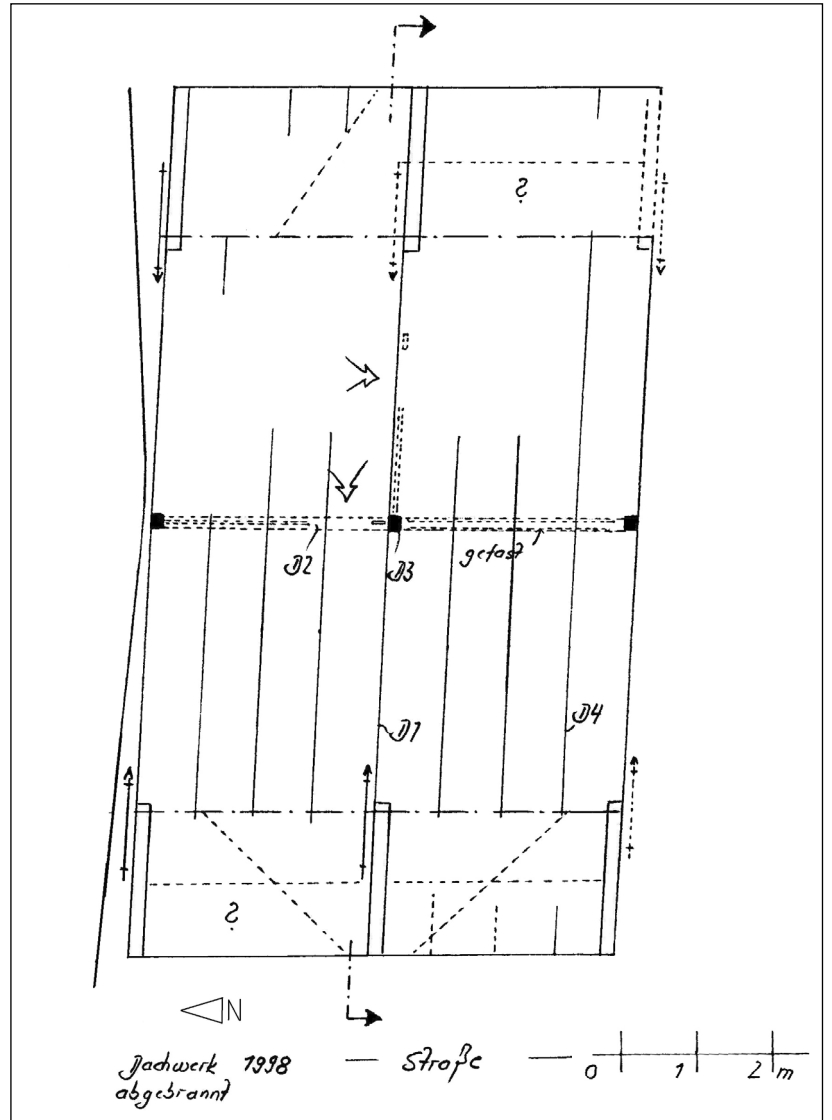 ?
D2
D3
gefast
D1
D4
?
N
Dachwerk 1998
abgebrannt
— Straße —
0 1 2 m